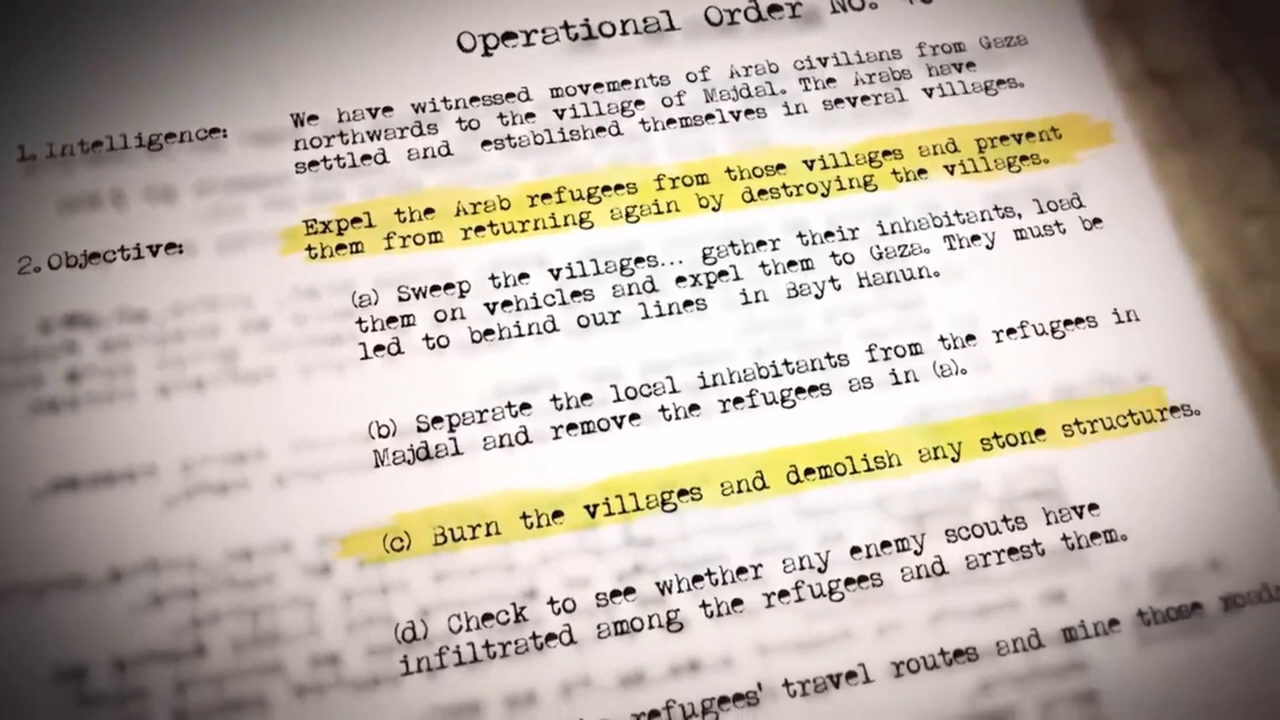 Operational Order No.
1. Intelligence:
We have witnessed movements of Arab civilians from Gaza
northwards to the village of Majdal. The Arabs have
settled and established themselves in several villages.
2. Objective:
Expel the Arab refugees from those villages and prevent
them from returning again by destroying the villages.
(a) Sweep the villages... gather their inhabitants, load
them on vehicles and expel them to Gaza. They must be
led to behind our lines in Bayt Hanun.
(b) Separate the local inhabitants from the refugees in
Majdal and remove the refugees as in (a).
(c) Burn the villages and demolish any stone structures.
(d) Check to see whether any enemy scouts have
infiltrated among the refugees and arrest them.
refugees' travel routes and mine those roads